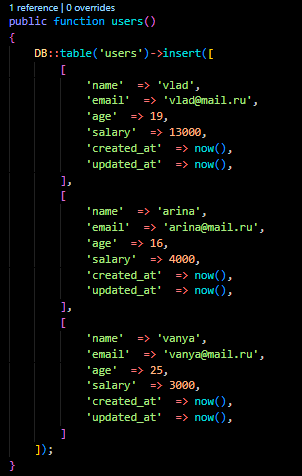 1 reference | 0 overrides
public function users()
{
    DB::table('users')->insert([
        [
            'name'  => 'vlad',
            'email'  => 'vlad@mail.ru',
            'age'  => 19,
            'salary'  => 13000,
            'created_at'  => now(),
            'updated_at'  => now(),
        ],
        [
            'name'  => 'arina',
            'email'  => 'arina@mail.ru',
            'age'  => 16,
            'salary'  => 4000,
            'created_at'  => now(),
            'updated_at'  => now(),
        ],
        [
            'name'  => 'vanya',
            'email'  => 'vanya@mail.ru',
            'age'  => 25,
            'salary'  => 3000,
            'created_at'  => now(),
            'updated_at'  => now(),
        ]
    ]);
}